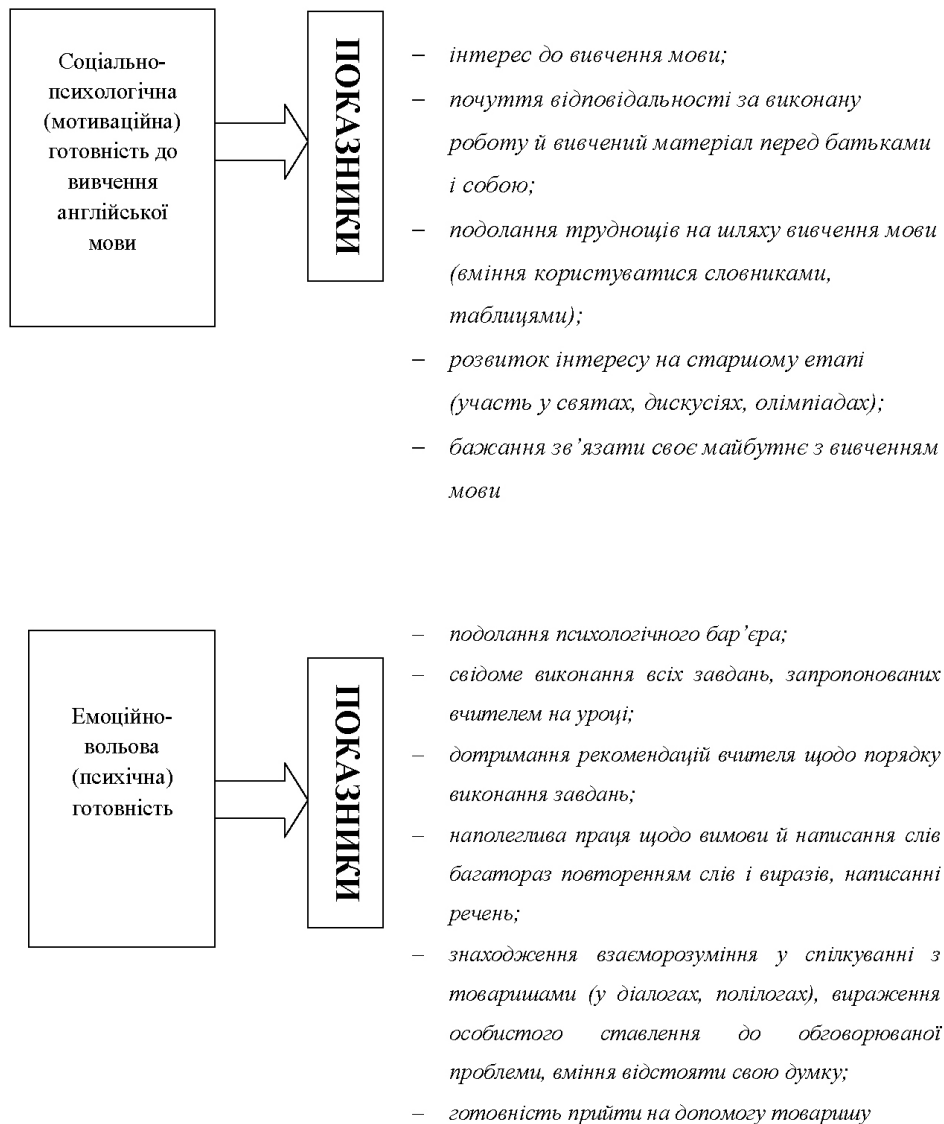 Соціально-
психологічна
(мотиваційна)
готовність до
вивчення
англійської
мови
ПОКАЗНИКИ
– інтерес до вивчення мови;
– почуття відповідальності за виконану
роботу й вивчений матеріал перед батьками
і собою;
– подолання труднощів на шляху вивчення мови
(вміння користуватися словниками,
таблицями);
– розвиток інтересу на старшому етапі
(участь у святах, дискусіях, олімпіадах);
– бажання зв’язати своє майбутнє з вивченням
мови
Емоційно-
вольова
(психічна)
готовність
ПОКАЗНИКИ
– подолання психологічного бар’єра;
– свідоме виконання всіх завдань, запропонованих
вчителем на уроці;
– дотримання рекомендацій вчителя щодо порядку
виконання завдань;
– наполеглива праця щодо вимови й написання слів
багатораз повторенням слів і виразів, написанні
речень;
– знаходження взаєморозуміння у спілкуванні з
товаришами (у діалогах, полілогах), вираження
особистого ставлення до обговорюваної
проблеми, вміння відстояти свою думку;
– готовність прийти на допомогу товаришу